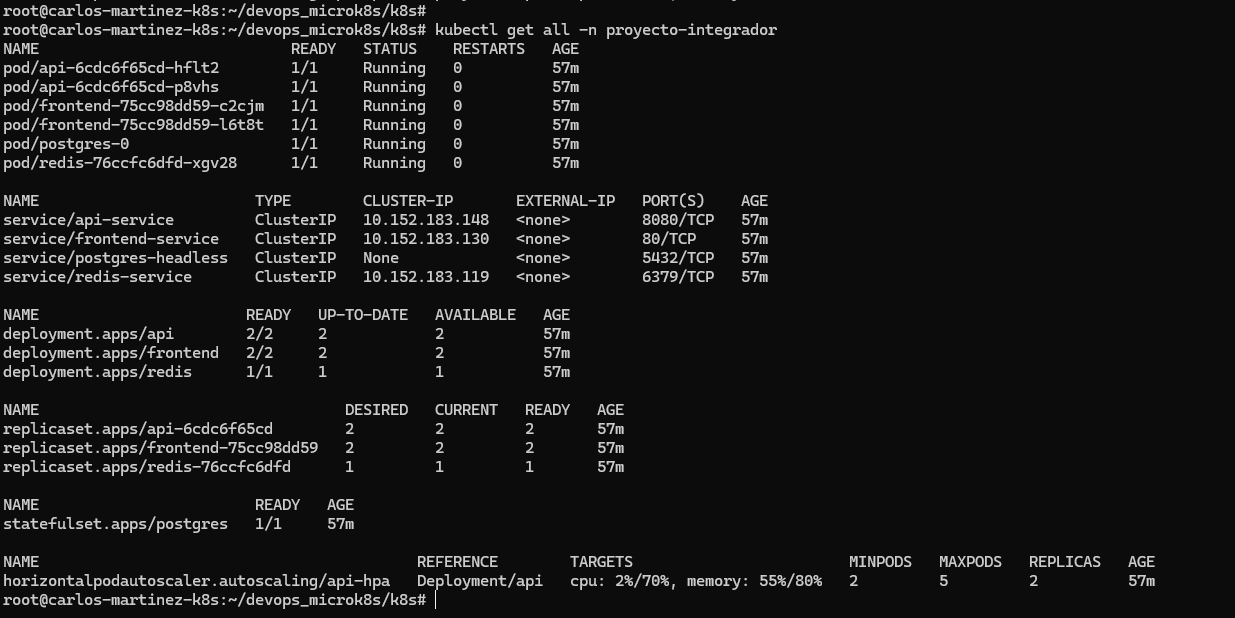 root@carlos-martinez-k8s:~/devops_microk8s/k8s#
root@carlos-martinez-k8s:~/devops_microk8s/k8s# kubectl get all -n proyecto-integrador
NAME READY STATUS RESTARTS AGE
pod/api-6cdc6f65cd-hflt2 1/1 Running 0 57m
pod/api-6cdc6f65cd-p8vhs 1/1 Running 0 57m
pod/frontend-75cc98dd59-c2cjm 1/1 Running 0 57m
pod/frontend-75cc98dd59-l6t8t 1/1 Running 0 57m
pod/postgres-0 1/1 Running 0 57m
pod/redis-76ccfc6dfd-xgv28 1/1 Running 0 57m
NAME TYPE CLUSTER-IP EXTERNAL-IP PORT(S) AGE
service/api-service ClusterIP 10.152.183.148 <none> 8080/TCP 57m
service/frontend-service ClusterIP 10.152.183.130 <none> 80/TCP 57m
service/postgres-headless ClusterIP None <none> 5432/TCP 57m
service/redis-service ClusterIP 10.152.183.119 <none> 6379/TCP 57m
NAME READY UP-TO-DATE AVAILABLE AGE
deployment.apps/api 2/2 2 2 57m
deployment.apps/frontend 2/2 2 2 57m
deployment.apps/redis 1/1 1 1 57m
NAME DESIRED CURRENT READY AGE
replicaset.apps/api-6cdc6f65cd 2 2 2 57m
replicaset.apps/frontend-75cc98dd59 2 2 2 57m
replicaset.apps/redis-76ccfc6dfd 1 1 1 57m
NAME READY AGE
statefulset.apps/postgres 1/1 57m
NAME REFERENCE TARGETS MINPODS MAXPODS REPLICAS AGE
horizontalpodautoscaler.autoscaling/api-hpa Deployment/api cpu: 2%/70%, memory: 55%/80% 2 5 2 57m
root@carlos-martinez-k8s:~/devops_microk8s/k8s#